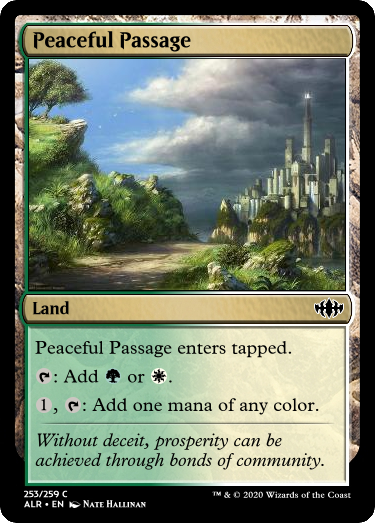 Peaceful Passage
Land
Peaceful Passage enters tapped.
: Add or .
1, : Add one mana of any color.
Without deceit, prosperity can be
achieved through bonds of community.
253/259 C
ALR • EN Nate Hallinan
™ & © 2020 Wizards of the Coast